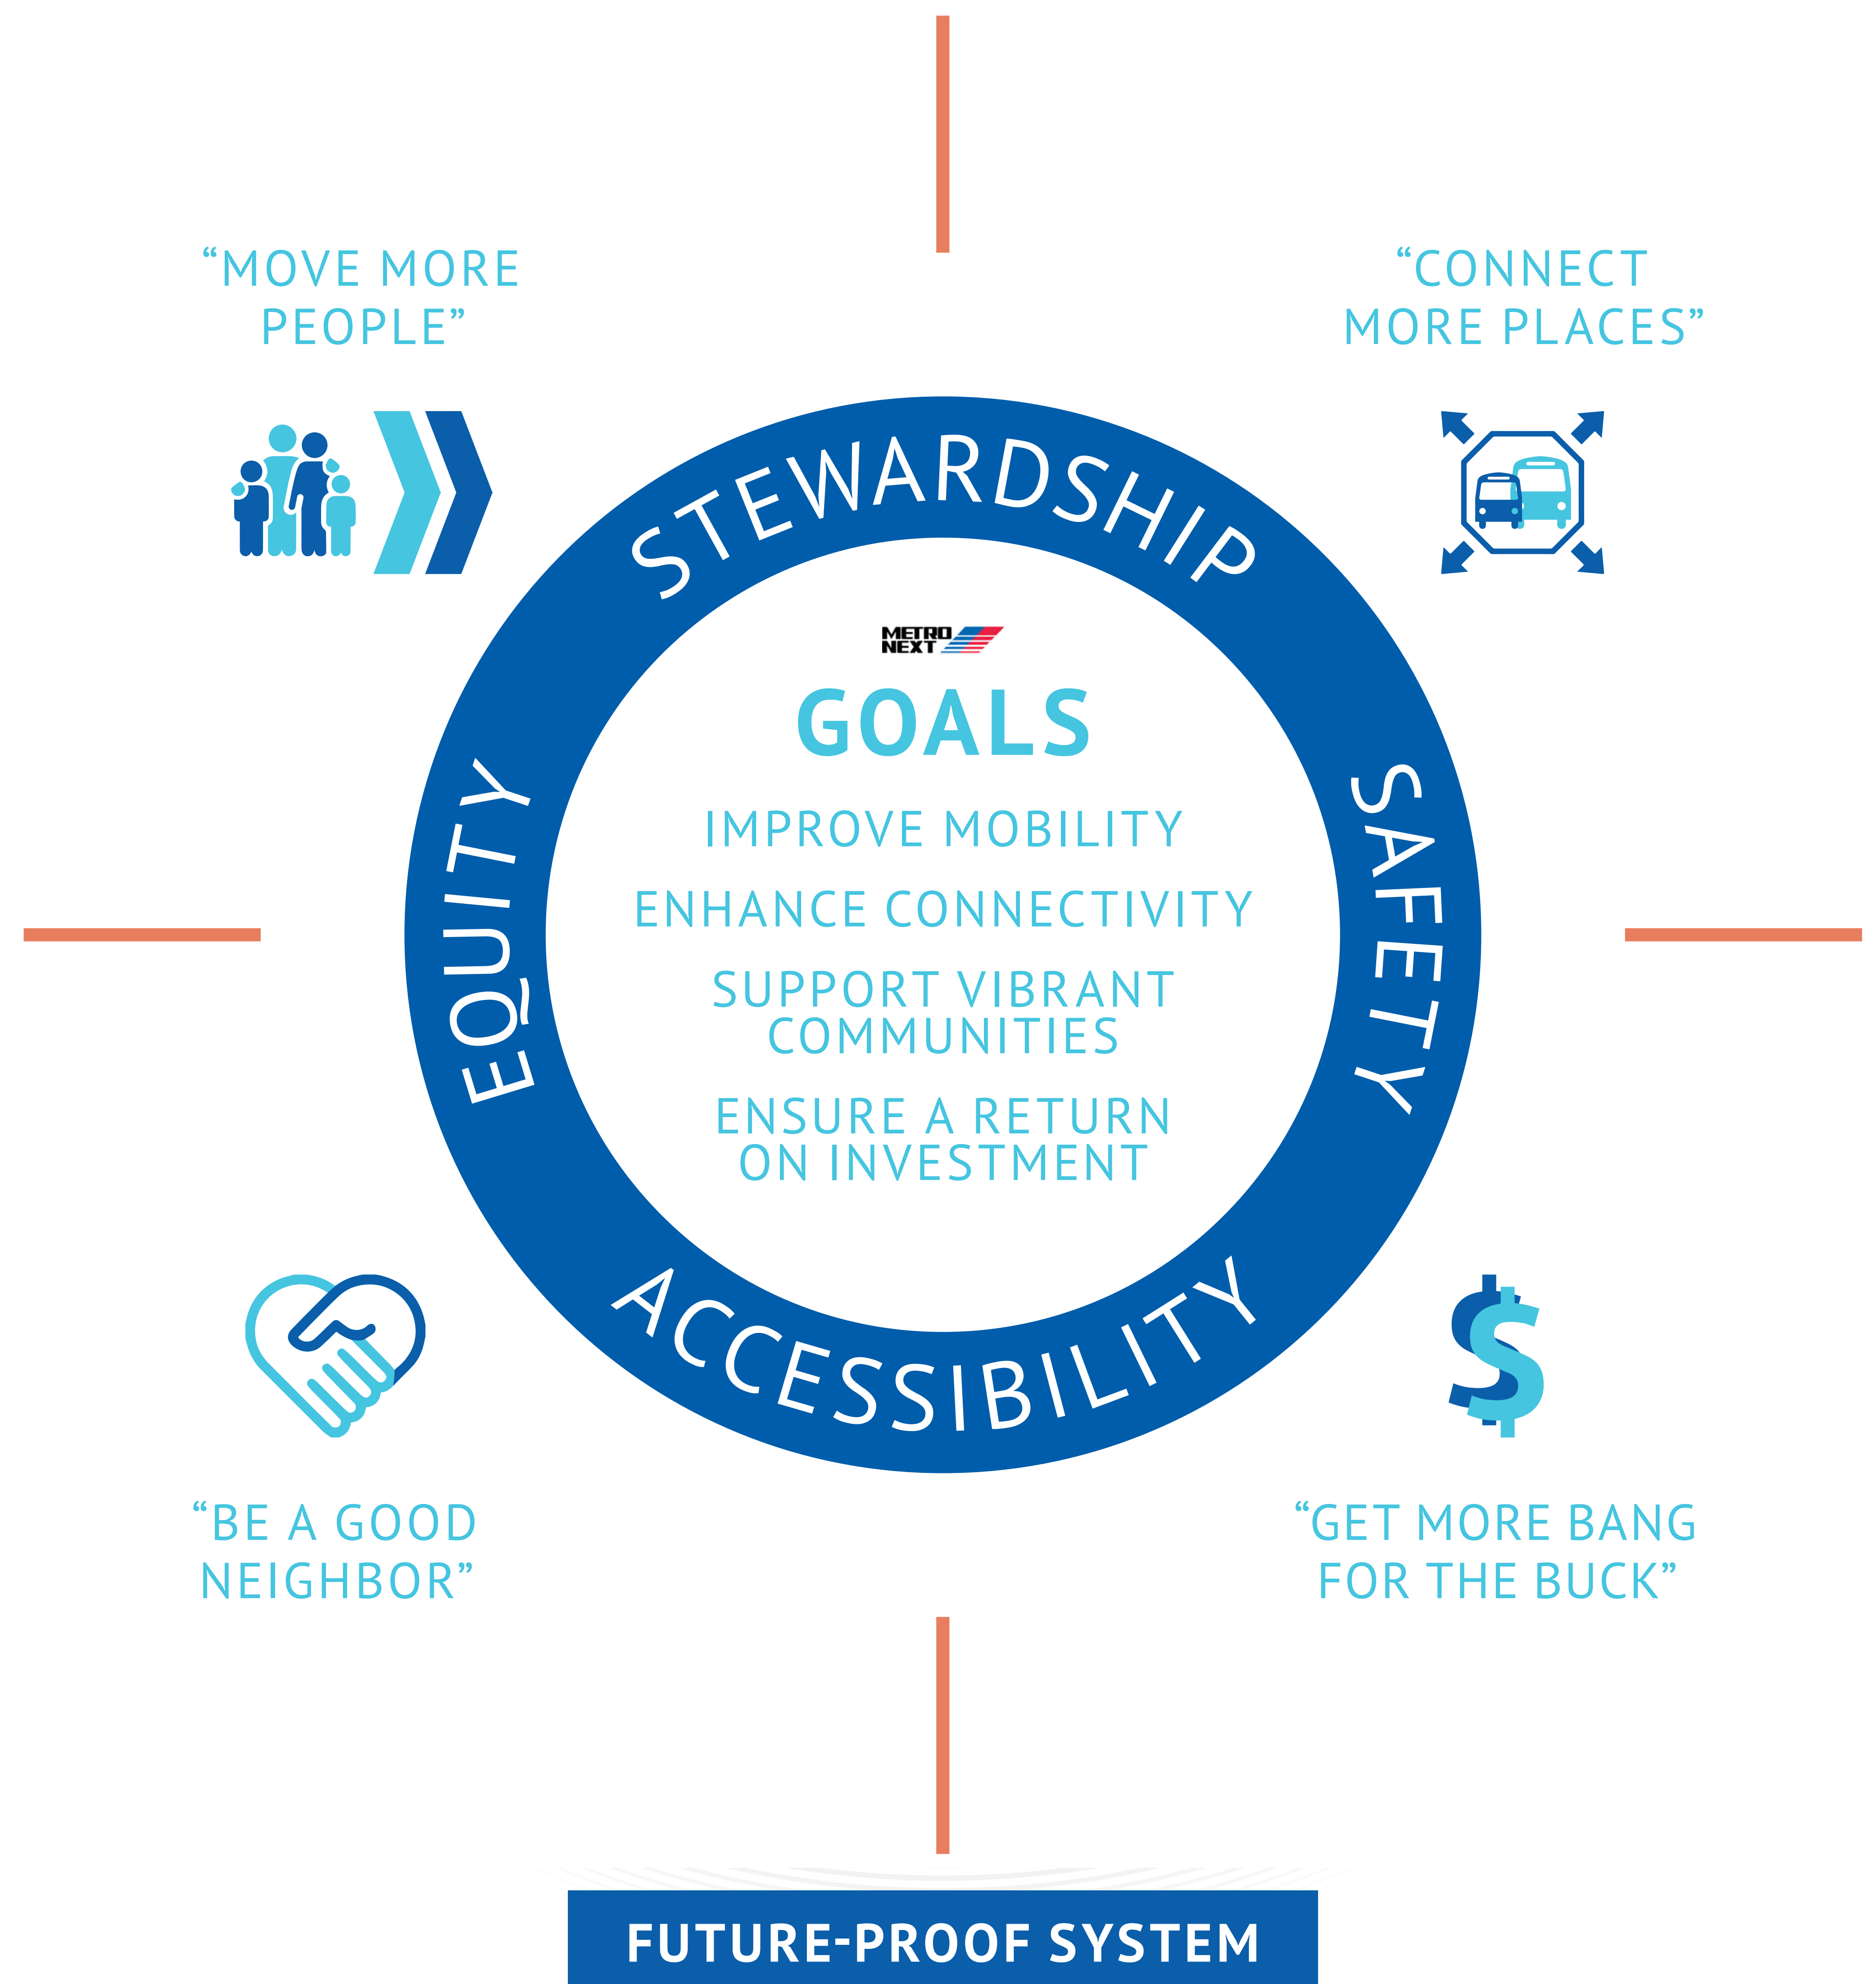 “MOVE MORE
PEOPLE”
“CONNECT
MORE PLACES”
STEWARDSHIP
EQUITY
SAFETY
ACCESSIBILITY
METRO
NEXT
GOALS
IMPROVE MOBILITY
ENHANCE CONNECTIVITY
SUPPORT VIBRANT
COMMUNITIES
ENSURE A RETURN
ON INVESTMENT
“BE A GOOD
NEIGHBOR”
“GET MORE BANG
FOR THE BUCK”
FUTURE-PROOF SYSTEM